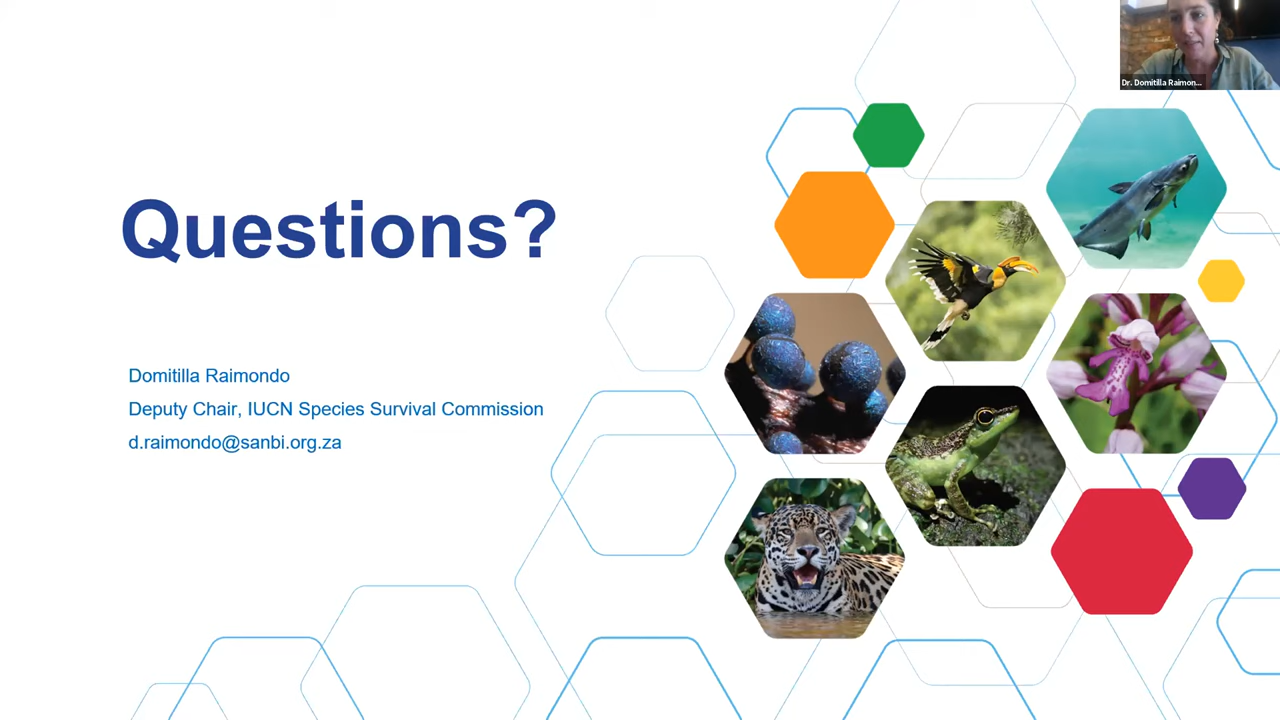 Dr. Domitilla Raimon...
Questions?
Domitilla Raimondo
Deputy Chair, IUCN Species Survival Commission
d.raimondo@sanbi.org.za